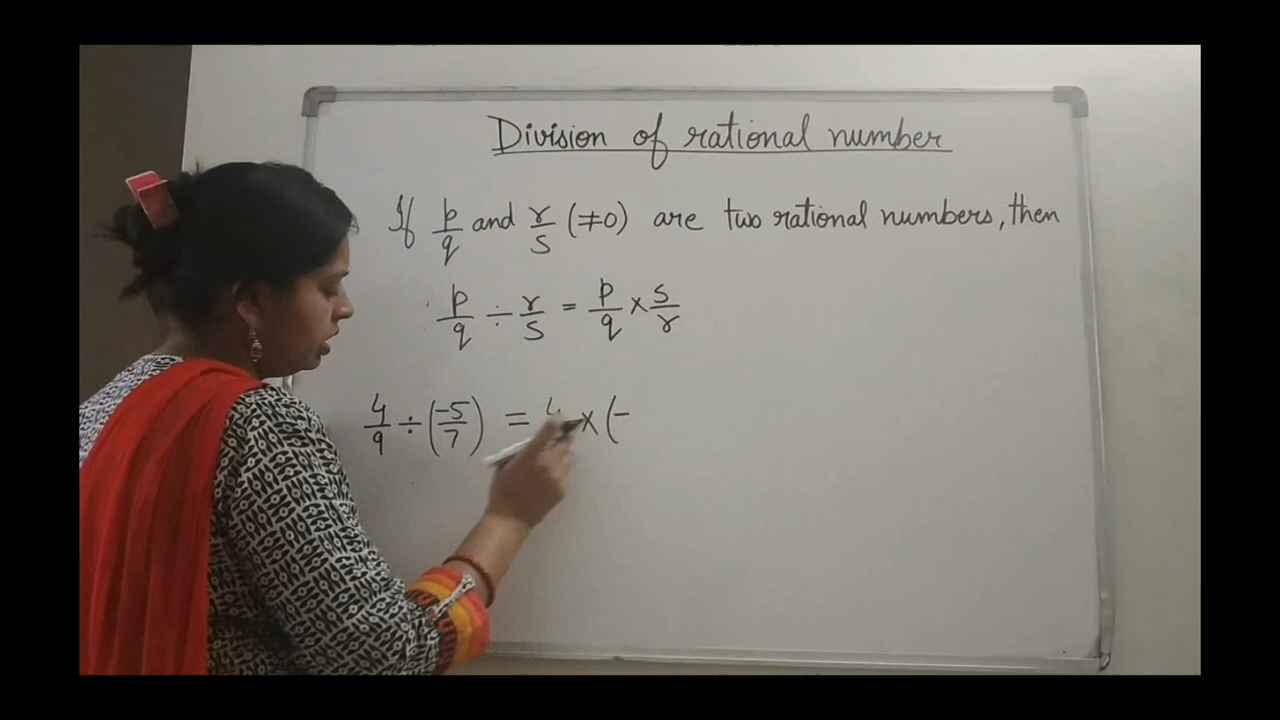 Division of rational number
If p/q and r/s (≠0) are two rational numbers, then
p/q ÷ r/s = p/q × s/r
4/9 ÷ (-5/7) = 4 × (-